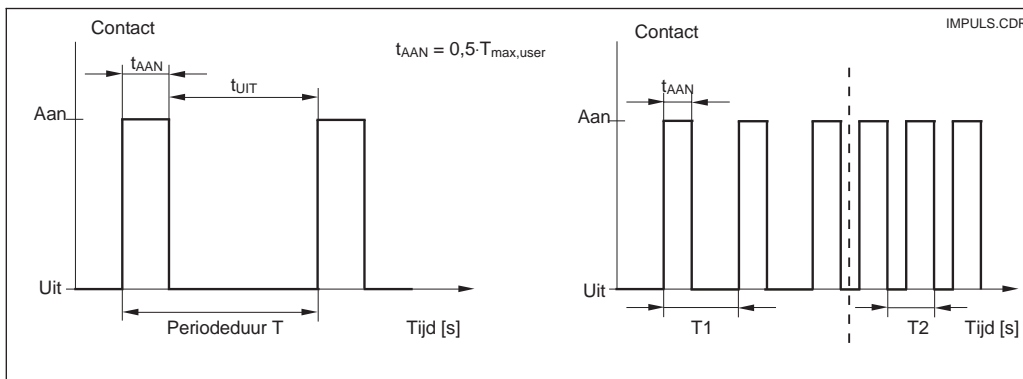 Contact
tAAN = 0,5·Tmax,user
tAAN
tUIT
Aan
Uit
Periodeduur T
Tijd [s]
IMPULS.CDR
Contact
tAAN
Aan
Uit
T1
T2
Tijd [s]